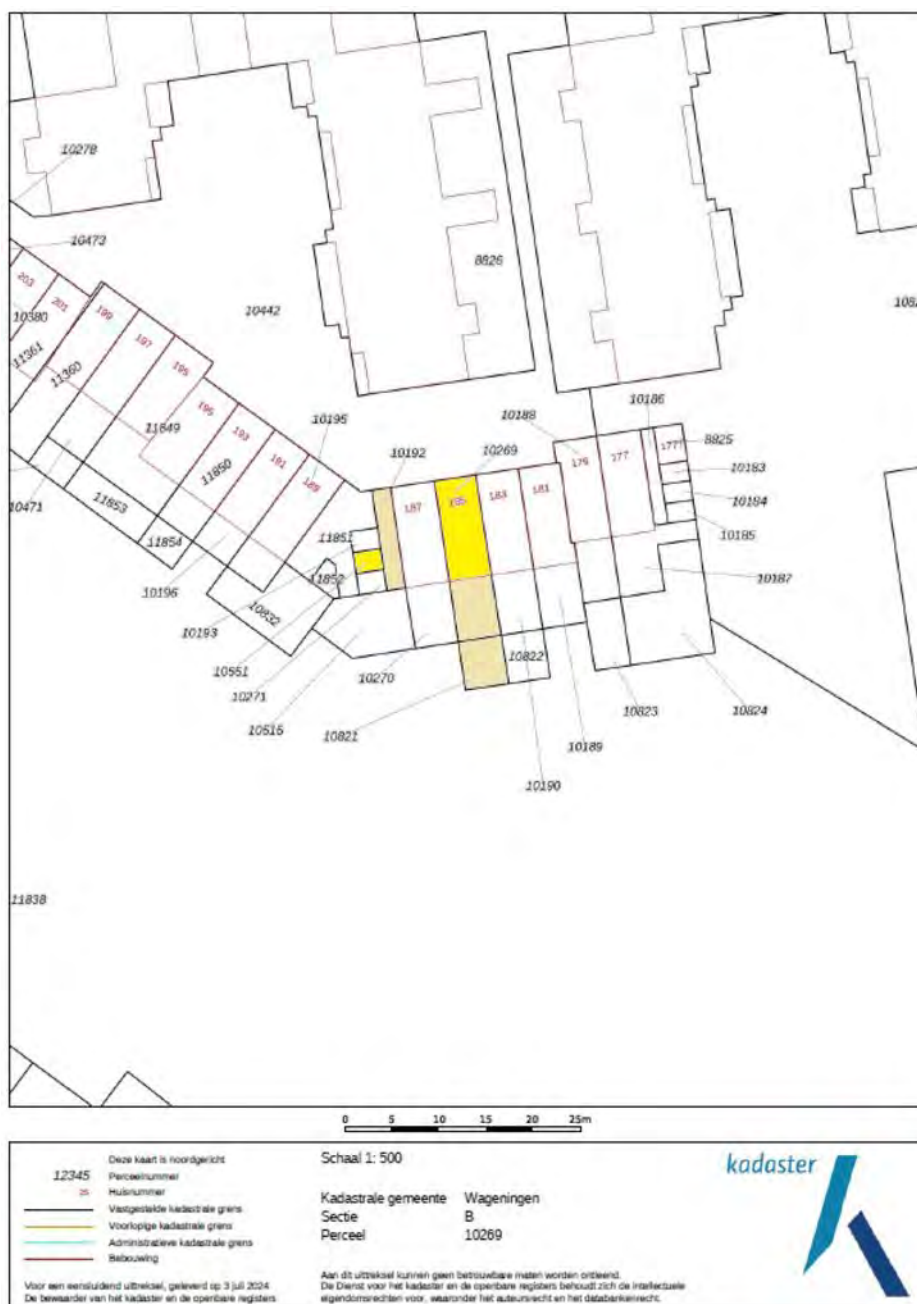 10278
10473
203
201
199
197
195
10380
11361
11360
10442
8826
195
193
191
189
11849
11850
10195
10192
10269
10188
10186
8825
10183
10184
10185
10187
179
177
187
185
183
181
10471
11853
11854
11851
11852
10196
10832
10193
10551
10271
10515
10270
10821
10822
10823
10824
10189
10190
11838
0 5 10 15 20 25m
Deze kaart is noordgericht
12345 Perceelnummer
25 Huisnummer
Vastgestelde kadastrale grens
Voorlopige kadastrale grens
Administratieve kadastrale grens
Bebouwing
Voor een eensluidend uittreksel, geleverd op 3 juli 2024
De bewaarder van het kadaster en de openbare registers
Schaal 1: 500
Kadastrale gemeente Wageningen
Sectie B
Perceel 10269
Aan dit uittreksel kunnen geen betrouwbare maten worden ontleend.
De Dienst voor het kadaster en de openbare registers behoudt zich de intellectuele
eigendomsrechten voor, waaronder het auteursrecht en het databankenrecht.
kadaster